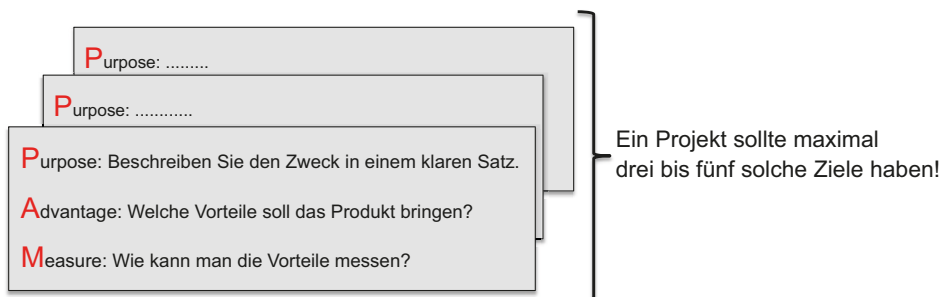 Purpose: .........
Purpose: ............
Purpose: Beschreiben Sie den Zweck in einem klaren Satz.
Advantage: Welche Vorteile soll das Produkt bringen?
Measure: Wie kann man die Vorteile messen?
Ein Projekt sollte maximal
drei bis fünf solche Ziele haben!